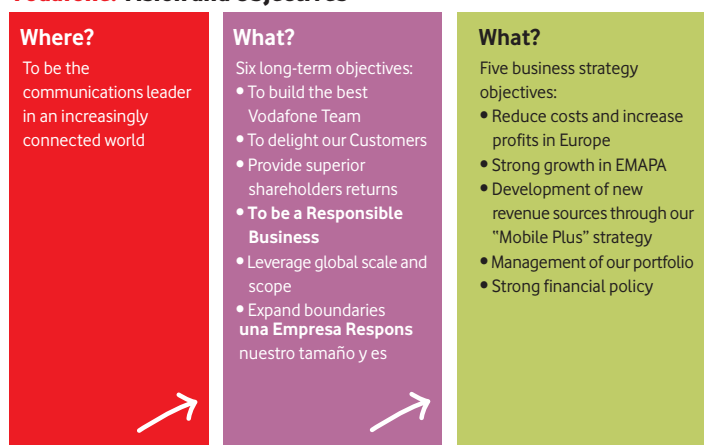 Vodafone: Vision and Objectives
Where?
To be the
communications leader
in an increasingly
connected world
What?
Six long-term objectives:
• To build the best
Vodafone Team
• To delight our Customers
• Provide superior
shareholders returns
• To be a Responsible
Business
• Leverage global scale and
scope
• Expand boundaries
una Empresa Respons
nuestro tamaño y es
What?
Five business strategy
objectives:
• Reduce costs and increase
profits in Europe
• Strong growth in EMAPA
• Development of new
revenue sources through our
"Mobile Plus" strategy
• Management of our portfolio
• Strong financial policy